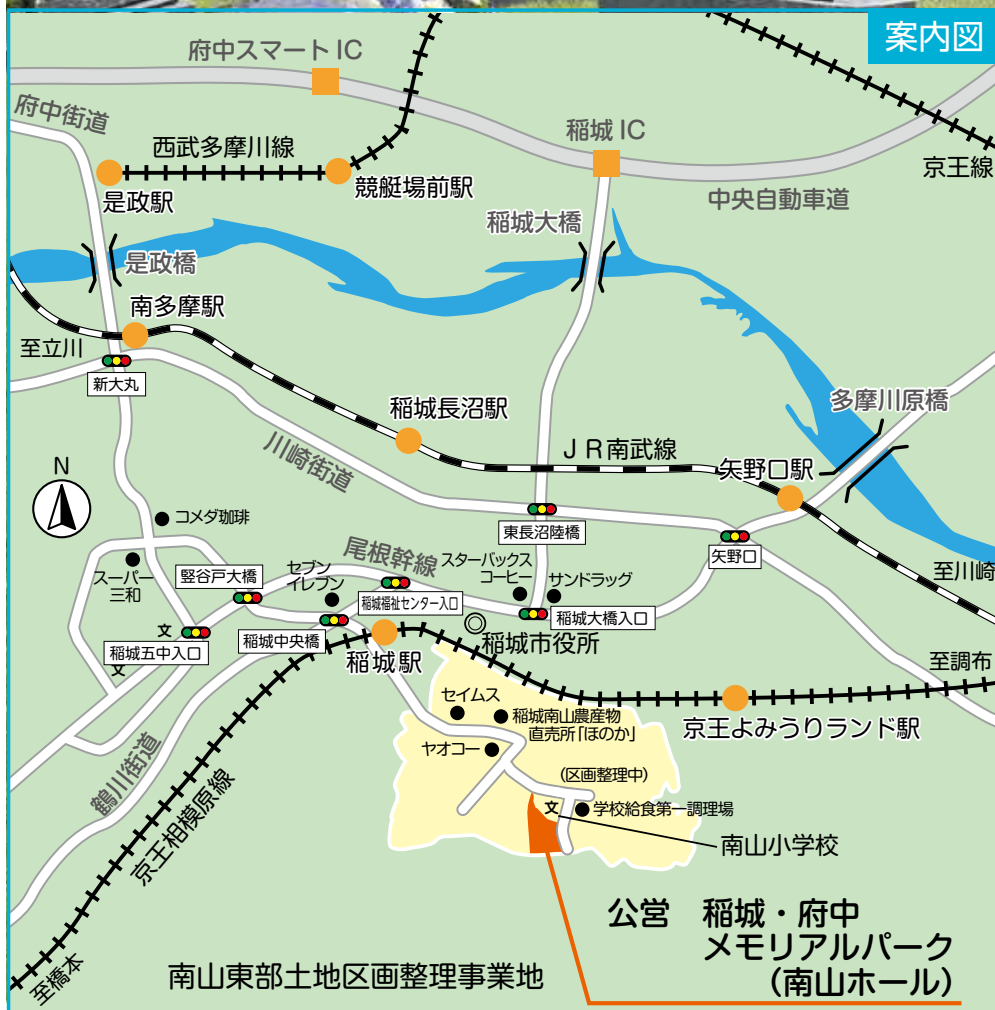 案内図
府中スマートIC
府中街道
稲城IC
西武多摩川線
京王線
是政駅
競艇場前駅
中央自動車道
稲城大橋
是政橋
南多摩駅
至立川
新大丸
稲城長沼駅
多摩川原橋
川崎街道
JR南武線
矢野口駅
N
コメダ珈琲
東長沼陸橋
矢野口
尾根幹線
スターバックス
コーヒー
サンドラッグ
セブン
イレブン
スーパー
三和
竪谷戸大橋
至川崎
稲城福祉センター入口
稲城大橋入口
文
稲城五中入口
稲城中央橋
稲城市役所
稲城駅
文
至調布
セイムス
稲城南山農産物
直売所「ほのか」
京王よみうりランド駅
ヤオコー
鶴川街道
(区画整理中)
京王相模原線
文
学校給食第一調理場
南山小学校
公営 稲城・府中
メモリアルパーク
(南山ホール)
南山東部土地区画整理事業地
至橋本